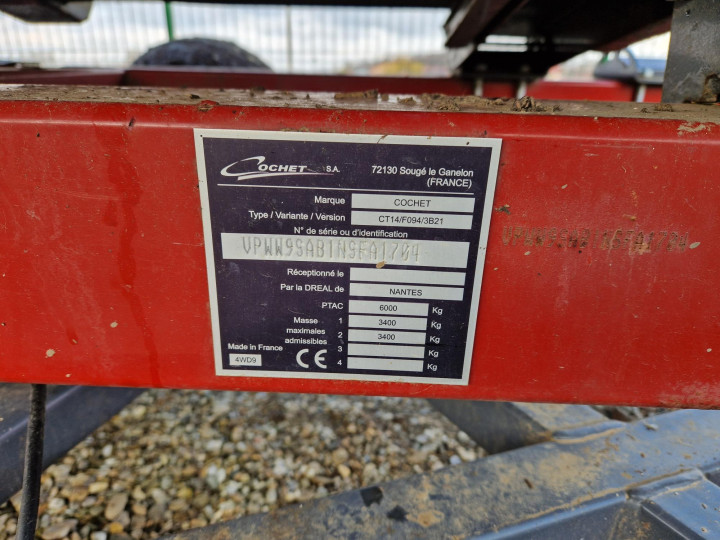 COCHET S.A.
72130 Sougé le Ganelon
(FRANCE)
Marque COCHET
Type / Variante / Version CT14/F094/3B21
N° de série ou d'identification
VPWW9SAB1NSFA1704
Réceptionné le
Par la DREAL de NANTES
PTAC 6000 Kg
Masse maximales admissibles
1 3400 Kg
2 3400 Kg
3 Kg
4 Kg
Made in France
4WD9
CE